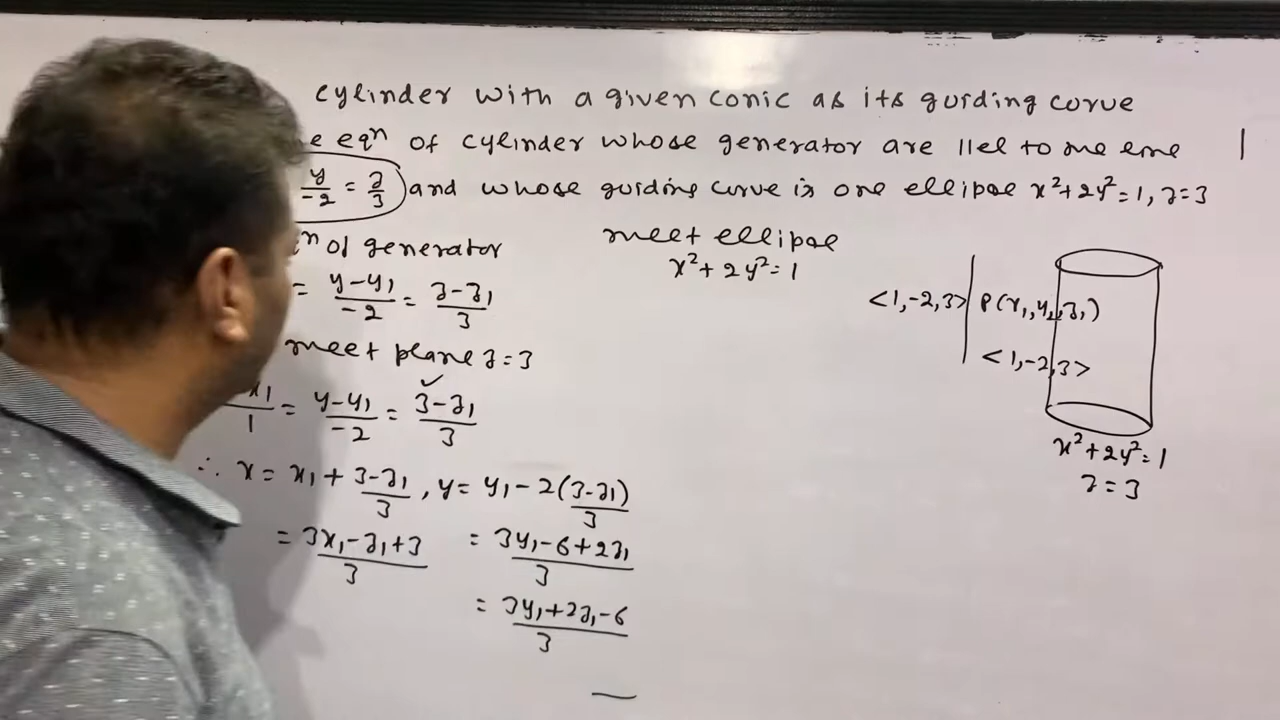 cylinder with a given conic as its guiding curve
e eqⁿ of cylinder whose generator are llel to the line
y/-2 = z/3 and whose guiding curve is the ellipse x²+2y²=1, z=3
ⁿ of generator
= y-y₁/-2 = z-z₁/3
meet plane z=3
x₁/1 = y-y₁/-2 = 3-z₁/3
∴ x = x₁ + 3-z₁/3, y = y₁ - 2(3-z₁)/3
= 3x₁-z₁+3/3 = 3y₁-6+2z₁/3
= 3y₁+2z₁-6/3
meet ellipse
x²+2y²=1
<1,-2,3> P(x₁,y₁,z₁)
<1,-2,3>
x²+2y²=1
z=3